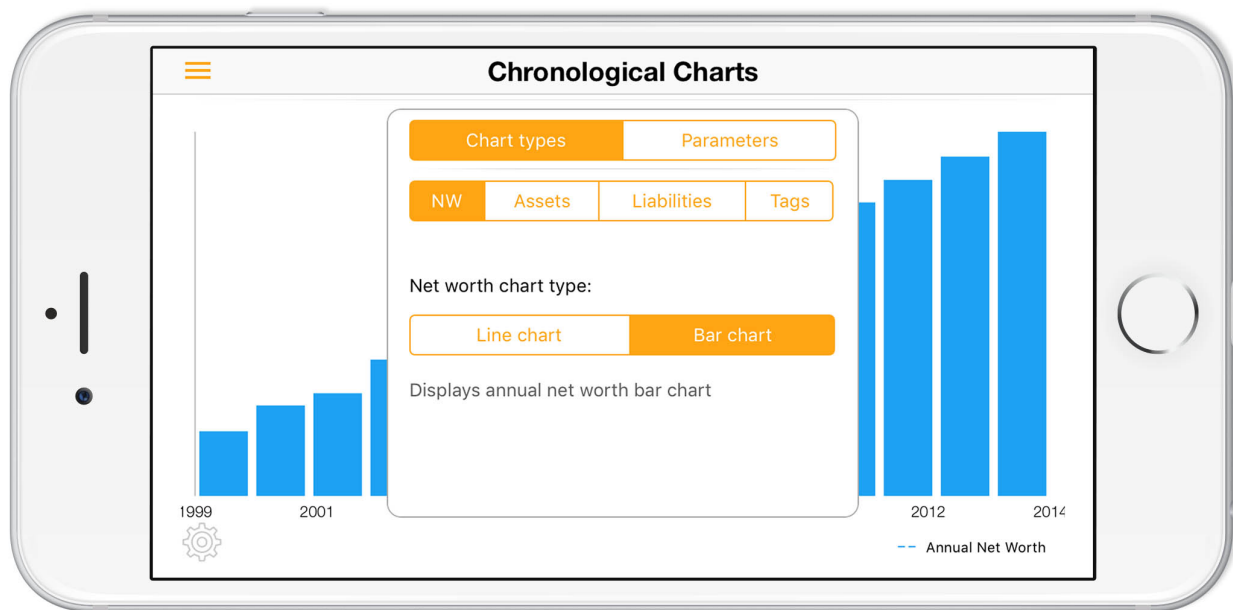 Chronological Charts
Chart types Parameters
NW Assets Liabilities Tags
Net worth chart type:
Line chart Bar chart
Displays annual net worth bar chart
1999 2001 2012 2014
Annual Net Worth